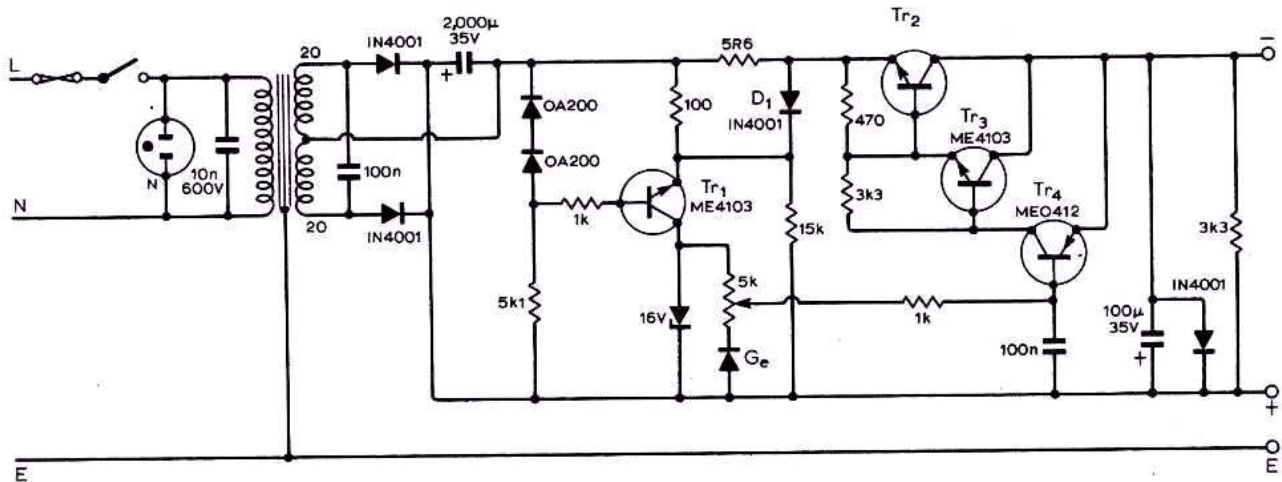 L
N
E
N
10n
600V
20
20
100n
IN4001
IN4001
2,000µ
35V
+
OA200
OA200
5k1
1k
100
Tr1
ME4103
16V
5k
Ge
5R6
D1
IN4001
15k
470
3k3
Tr2
Tr3
ME4103
Tr4
MEO412
1k
100n
100µ
35V
+
IN4001
3k3
−
+
E